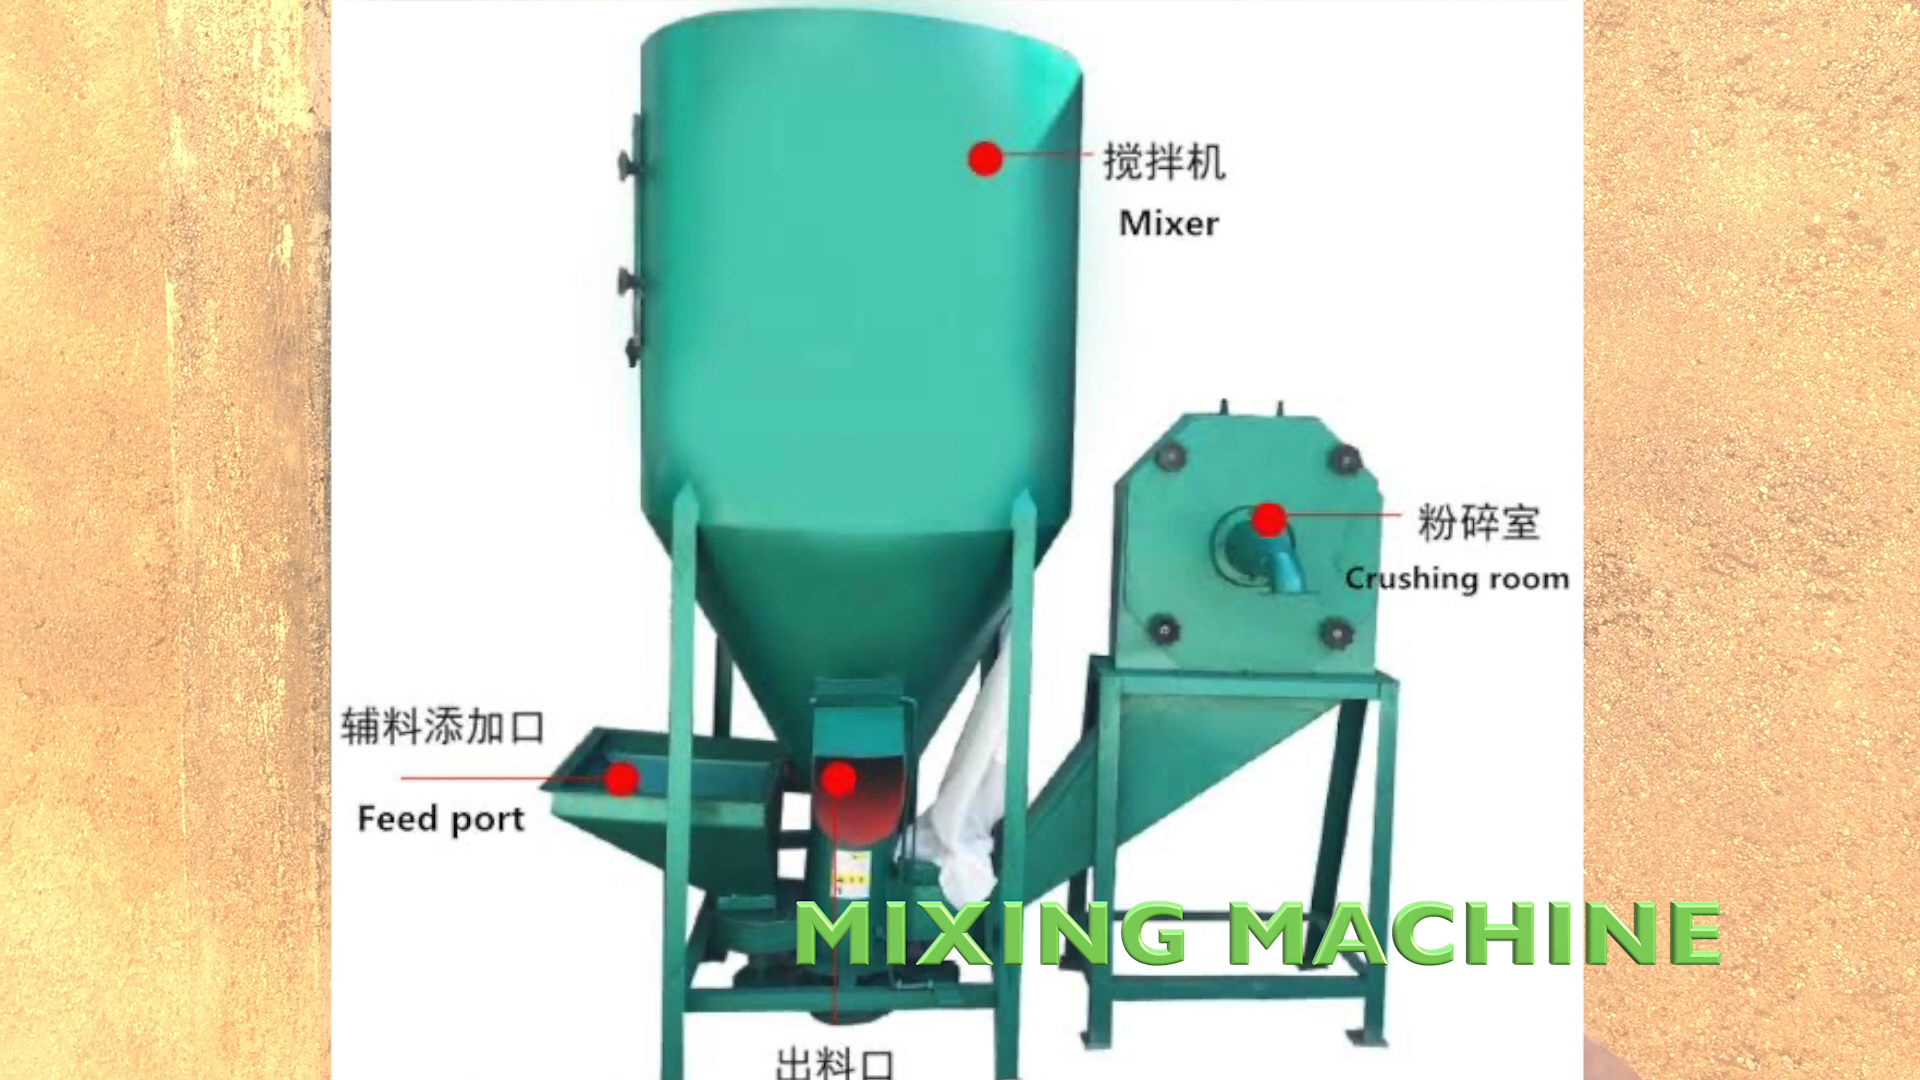 搅拌机
Mixer
粉碎室
Crushing room
辅料添加口
Feed port
MIXING MACHINE
出料口